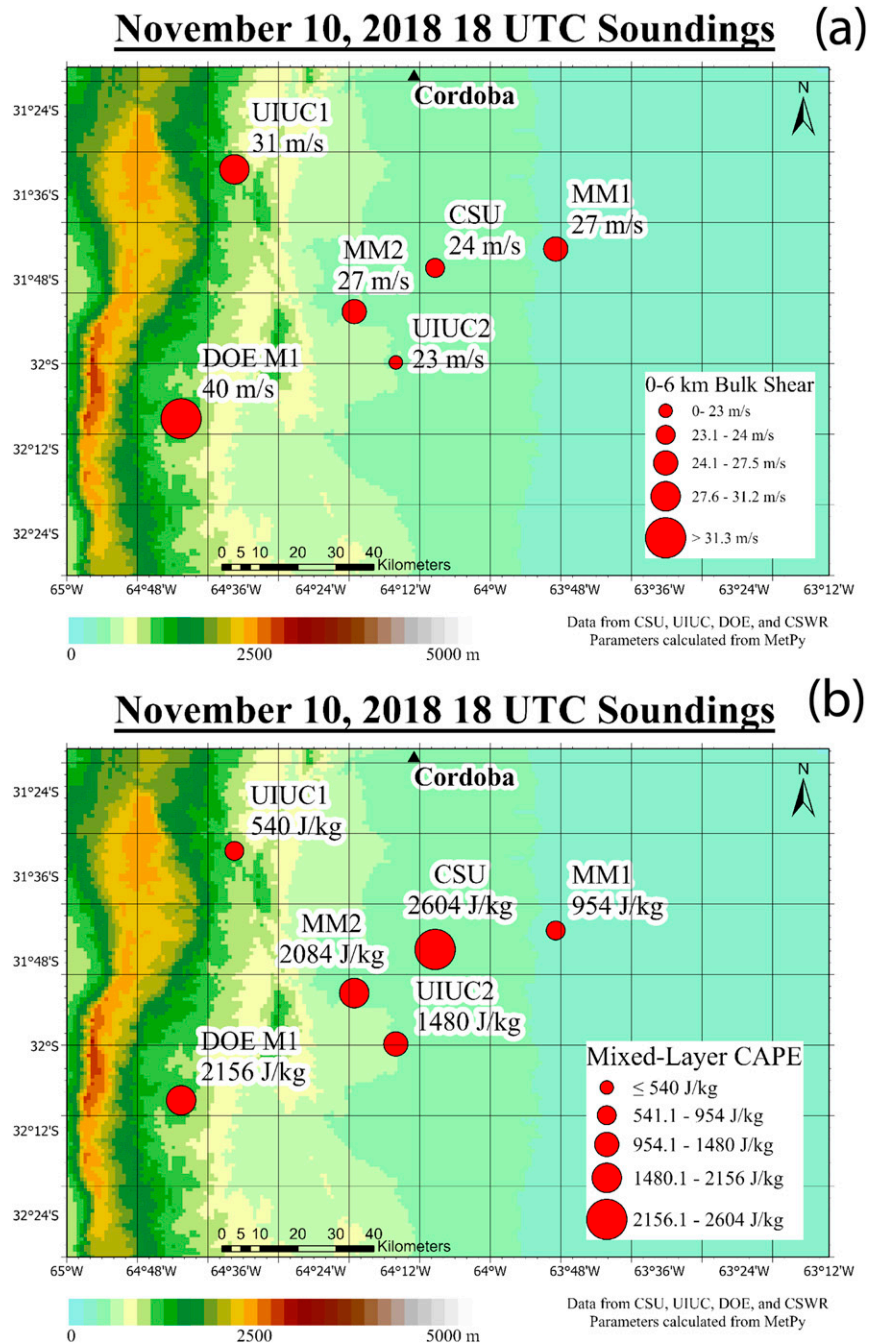 November 10, 2018 18 UTC Soundings
(a)
Cordoba
N
31°24'S
UIUC1
31 m/s
31°36'S
CSU
24 m/s
MM1
27 m/s
MM2
27 m/s
31°48'S
UIUC2
23 m/s
32°S
DOE M1
40 m/s
32°12'S
32°24'S
0-6 km Bulk Shear
0- 23 m/s
23.1 - 24 m/s
24.1 - 27.5 m/s
27.6 - 31.2 m/s
> 31.3 m/s
0 5 10 20 30 40
Kilometers
65°W 64°48'W 64°36'W 64°24'W 64°12'W 64°W 63°48'W 63°36'W 63°24'W 63°12'W
0 2500 5000 m
Data from CSU, UIUC, DOE, and CSWR
Parameters calculated from MetPy
November 10, 2018 18 UTC Soundings
(b)
Cordoba
N
31°24'S
UIUC1
540 J/kg
31°36'S
CSU
2604 J/kg
MM1
954 J/kg
MM2
2084 J/kg
31°48'S
UIUC2
1480 J/kg
32°S
DOE M1
2156 J/kg
32°12'S
32°24'S
Mixed-Layer CAPE
≤ 540 J/kg
541.1 - 954 J/kg
954.1 - 1480 J/kg
1480.1 - 2156 J/kg
2156.1 - 2604 J/kg
0 5 10 20 30 40
Kilometers
65°W 64°48'W 64°36'W 64°24'W 64°12'W 64°W 63°48'W 63°36'W 63°24'W 63°12'W
0 2500 5000 m
Data from CSU, UIUC, DOE, and CSWR
Parameters calculated from MetPy